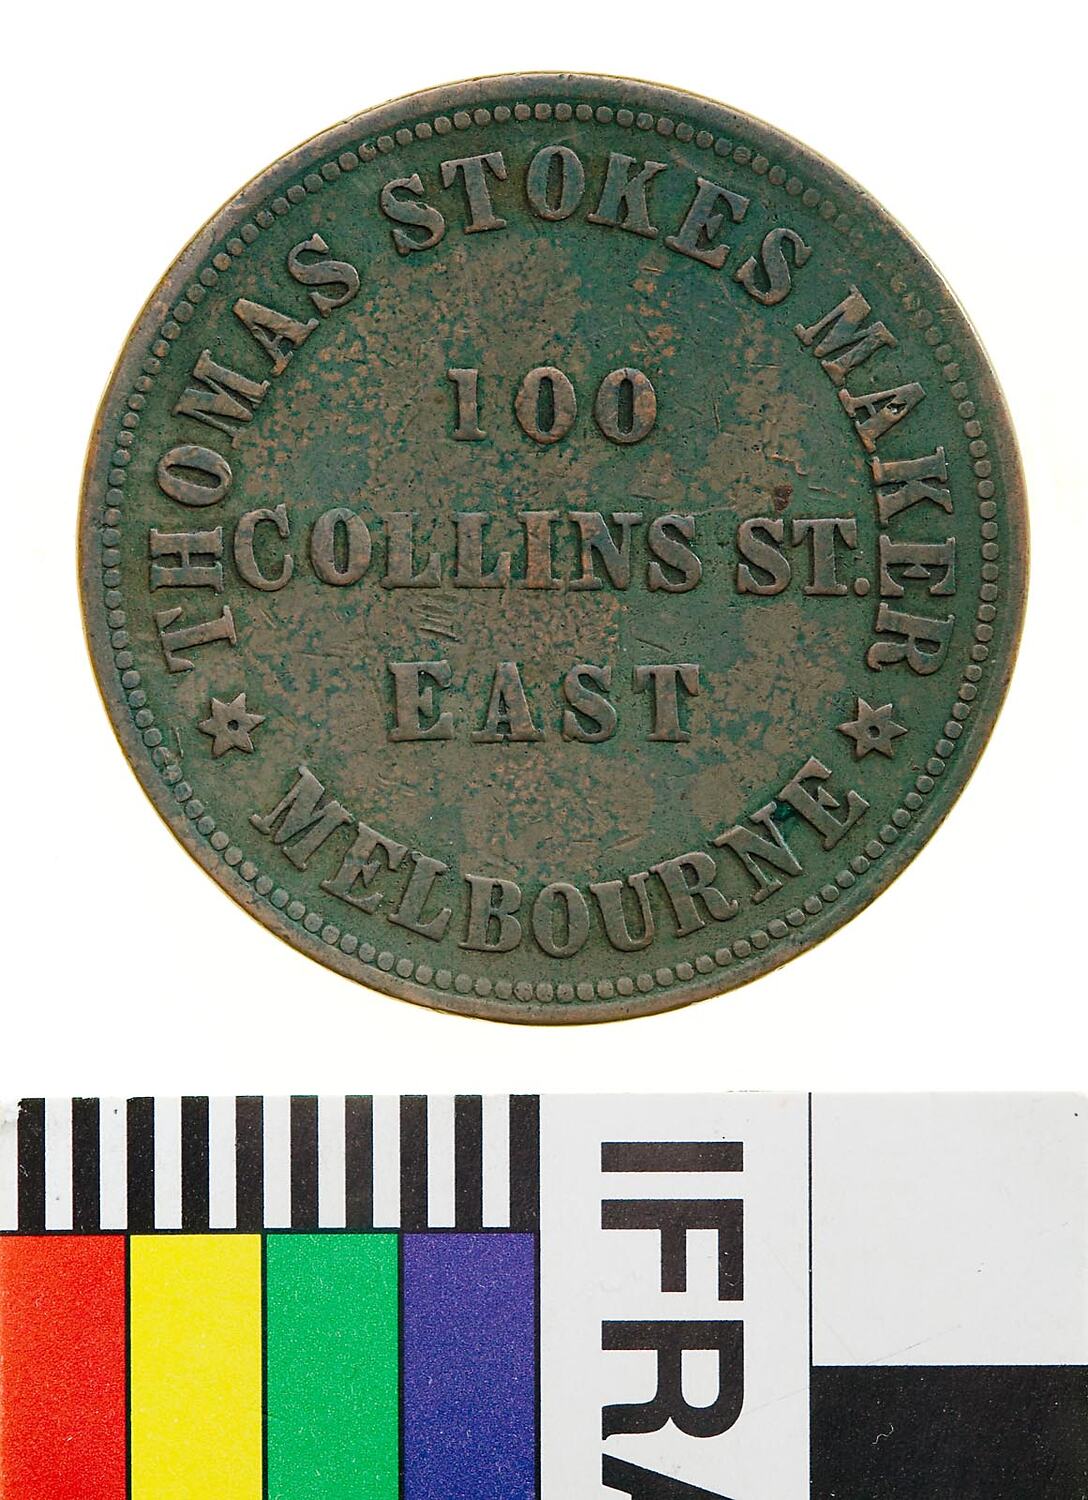 THOMAS STOKES MAKER
100
COLLINS ST.
EAST
MELBOURNE
IFRA